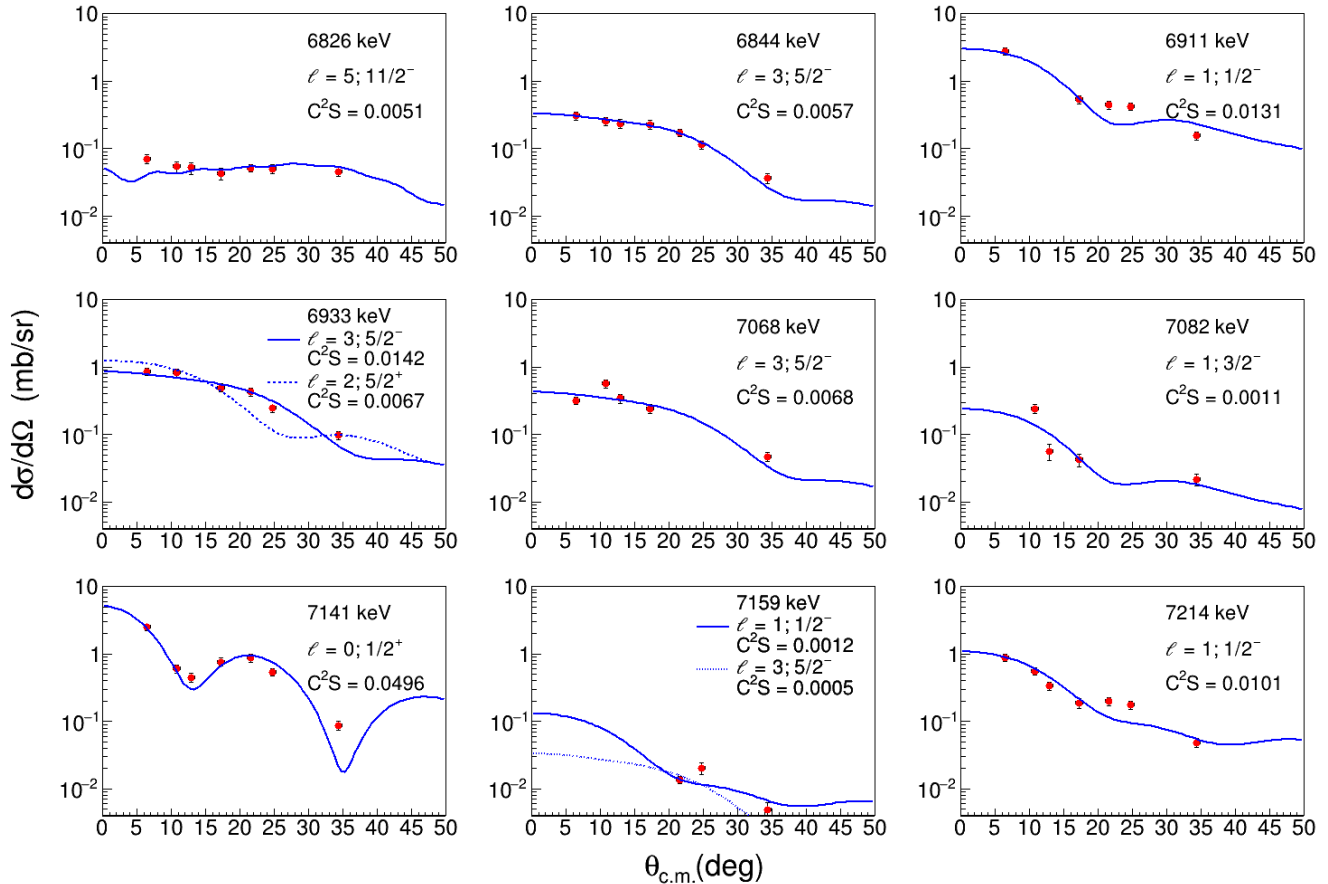 10
1
10⁻¹
10⁻²
0 5 10 15 20 25 30 35 40 45 50
6826 keV
ℓ = 5; 11/2⁻
C²S = 0.0051
10
1
10⁻¹
10⁻²
0 5 10 15 20 25 30 35 40 45 50
6844 keV
ℓ = 3; 5/2⁻
C²S = 0.0057
10
1
10⁻¹
10⁻²
0 5 10 15 20 25 30 35 40 45 50
6911 keV
ℓ = 1; 1/2⁻
C²S = 0.0131
dσ/dΩ (mb/sr)
10
1
10⁻¹
10⁻²
0 5 10 15 20 25 30 35 40 45 50
6933 keV
ℓ = 3; 5/2⁻
C²S = 0.0142
ℓ = 2; 5/2⁺
C²S = 0.0067
10
1
10⁻¹
10⁻²
0 5 10 15 20 25 30 35 40 45 50
7068 keV
ℓ = 3; 5/2⁻
C²S = 0.0068
10
1
10⁻¹
10⁻²
0 5 10 15 20 25 30 35 40 45 50
7082 keV
ℓ = 1; 3/2⁻
C²S = 0.0011
10
1
10⁻¹
10⁻²
0 5 10 15 20 25 30 35 40 45 50
7141 keV
ℓ = 0; 1/2⁺
C²S = 0.0496
10
1
10⁻¹
10⁻²
0 5 10 15 20 25 30 35 40 45 50
7159 keV
ℓ = 1; 1/2⁻
C²S = 0.0012
ℓ = 3; 5/2⁻
C²S = 0.0005
10
1
10⁻¹
10⁻²
0 5 10 15 20 25 30 35 40 45 50
7214 keV
ℓ = 1; 1/2⁻
C²S = 0.0101
θc.m.(deg)